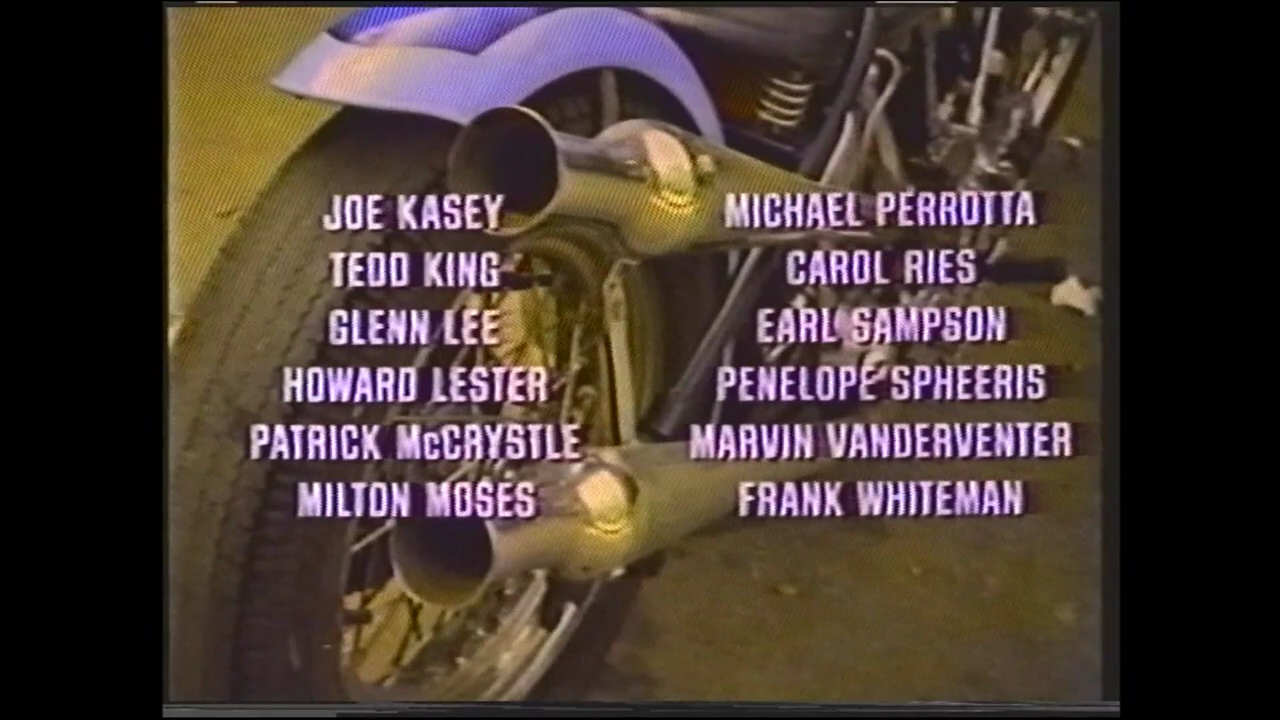 JOE KASEY
TEDD KING
GLENN LEE
HOWARD LESTER
PATRICK McCRYSTLE
MILTON MOSES
MICHAEL PERROTTA
CAROL RIES
EARL SAMPSON
PENELOPE SPHEERIS
MARVIN VANDERVENTER
FRANK WHITEMAN